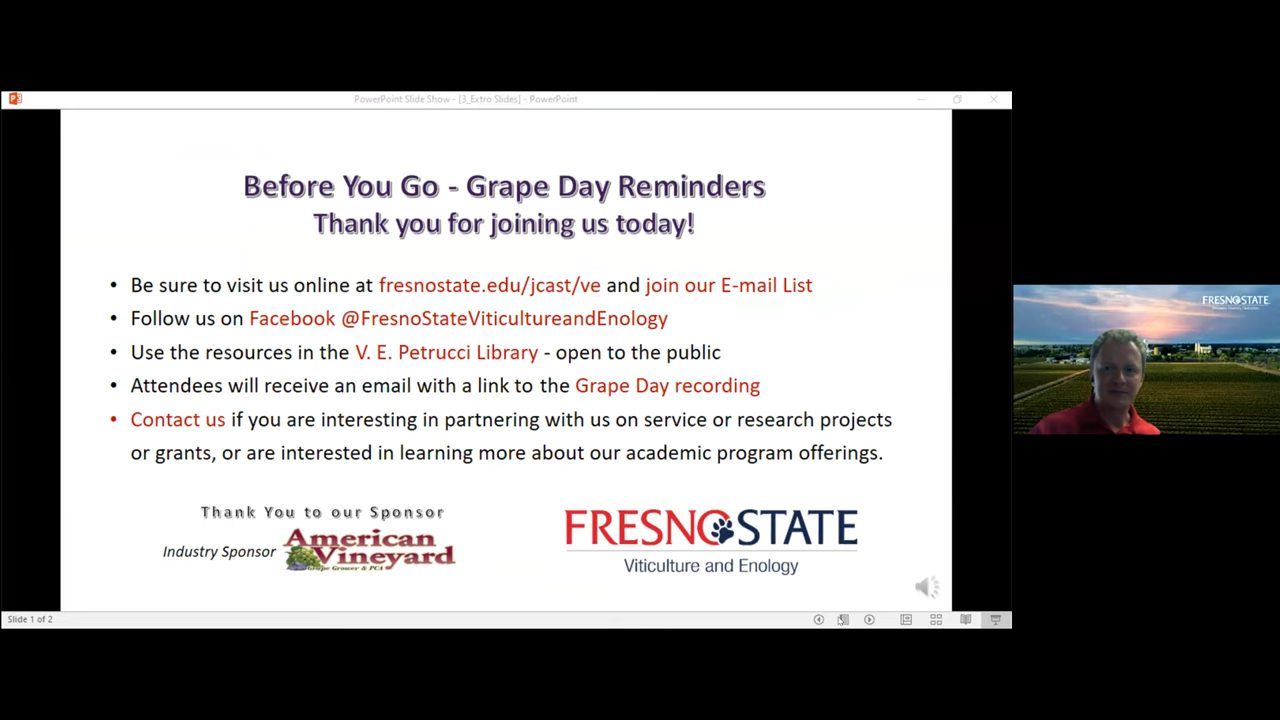 PowerPoint Slide Show - [3_Extro Slides] - PowerPoint
Before You Go - Grape Day Reminders
Thank you for joining us today!
• Be sure to visit us online at fresnostate.edu/jcast/ve and join our E-mail List
• Follow us on Facebook @FresnoStateViticultureandEnology
• Use the resources in the V. E. Petrucci Library - open to the public
• Attendees will receive an email with a link to the Grape Day recording
• Contact us if you are interesting in partnering with us on service or research projects
or grants, or are interested in learning more about our academic program offerings.
Thank You to our Sponsor
Industry Sponsor
American
Vineyard
Grape Grower & PCA
FRESNO STATE
Viticulture and Enology
Slide 1 of 2
FRESNO STATE